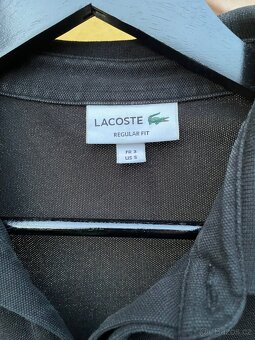 LACOSTE
REGULAR FIT
FR 3
US S